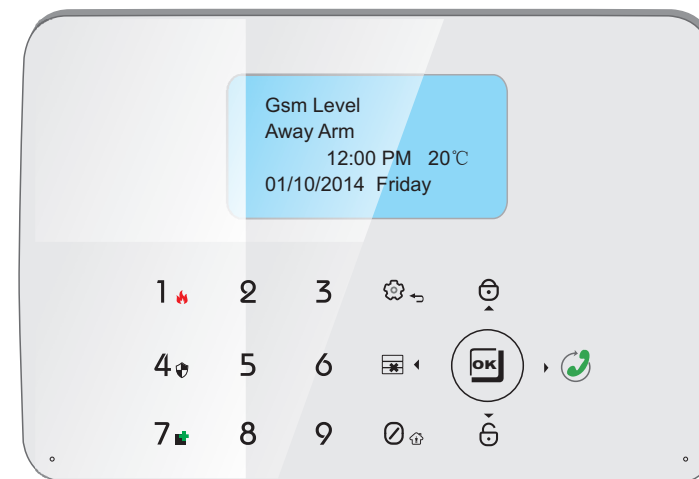 Gsm Level
Away Arm
12:00 PM 20℃
01/10/2014 Friday
1 2 3
4 5 6 OK
7 8 9 0